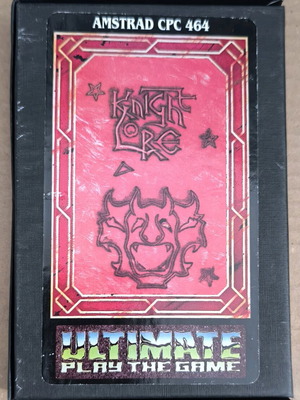 AMSTRAD CPC 464
KNIGHT
LORE
ULTIMATE
PLAY THE GAME